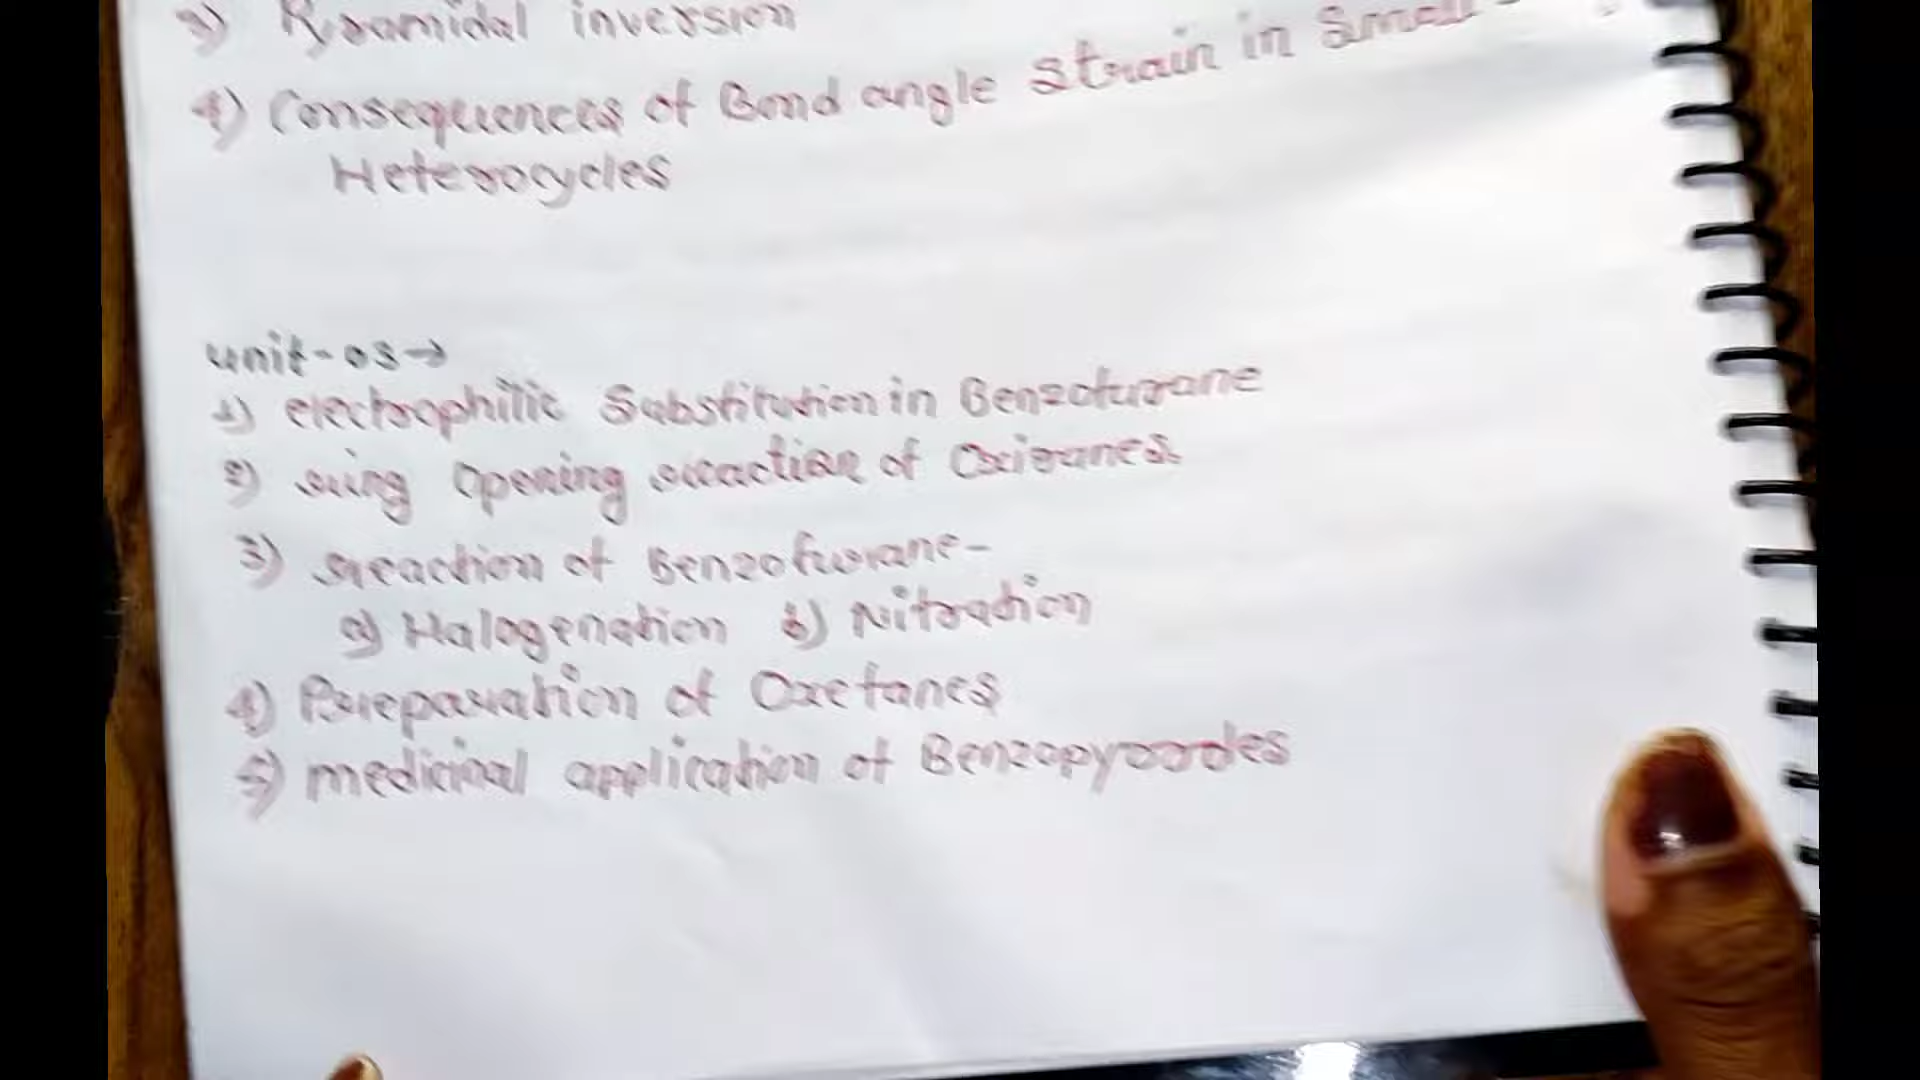 3) Pyramidal inversion
4) Consequences of Bond angle Strain in Small
Heterocycles
unit-03→
1) electrophilic Substitution in Benzofurane
2) ring Opening reaction of Oxiranes.
3) reaction of Benzofurane-
a) Halogenation b) Nitration
4) Preparation of Oxetanes
5) medicinal application of Benzopyrroles